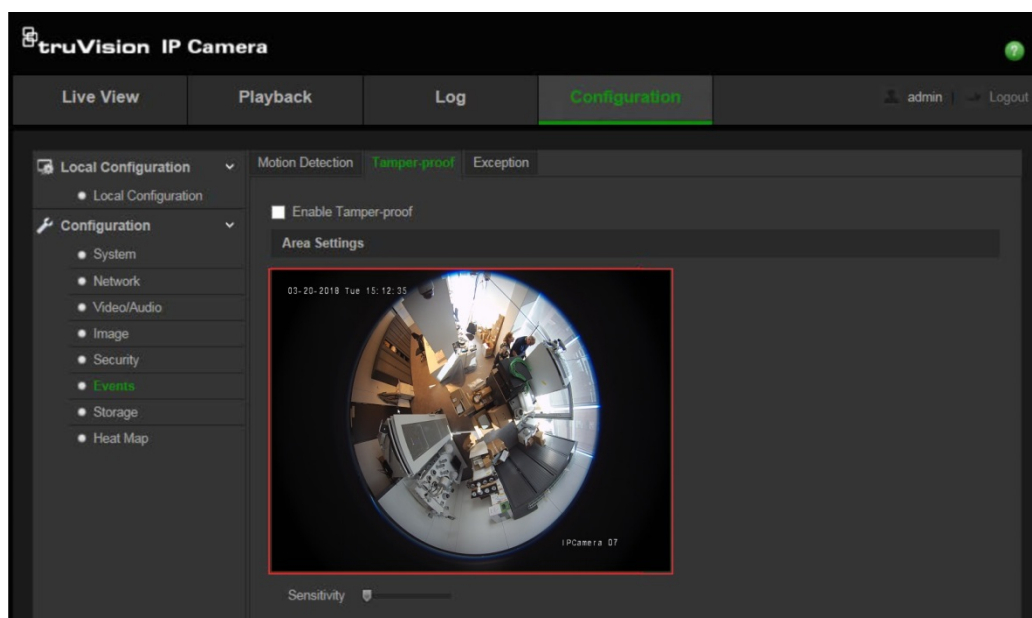 truVision IP Camera
?
Live View Playback Log Configuration admin | Logout
Local Configuration
Local Configuration
Configuration
System
Network
Video/Audio
Image
Security
Events
Storage
Heat Map
Motion Detection Tamper-proof Exception
Enable Tamper-proof
Area Settings
03-20-2018 Tue 15:12:35
IPCamera 07
Sensitivity